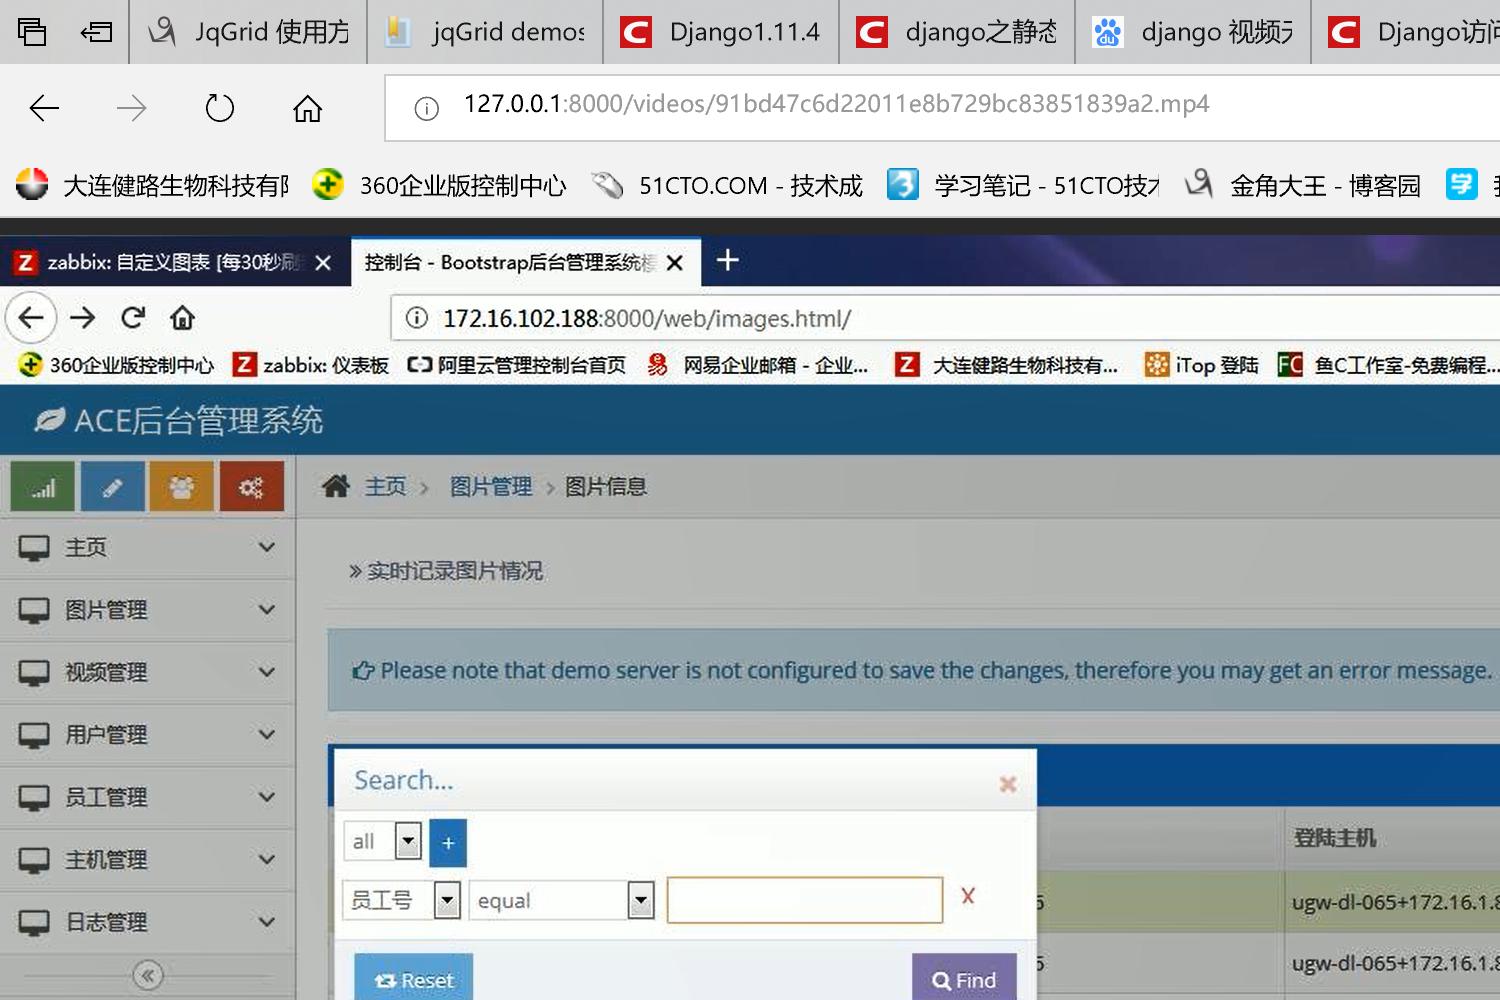 JqGrid 使用方
jqGrid demos
Django1.11.4
django之静态
django 视频
Django访问
127.0.0.1:8000/videos/91bd47c6d22011e8b729bc83851839a2.mp4
大连健路生物科技有
360企业版控制中心
51CTO.COM - 技术成
学习笔记 - 51CTO技
金角大王 - 博客园
zabbix: 自定义图表 [每30秒刷
控制台 - Bootstrap后台管理系统
172.16.102.188:8000/web/images.html/
360企业版控制中心
zabbix: 仪表板
阿里云管理控制台首页
网易企业邮箱 - 企业...
大连健路生物科技有...
iTop 登陆
鱼C工作室-免费编程...
ACE后台管理系统
主页
图片管理
图片信息
主页
实时记录图片情况
图片管理
视频管理
Please note that demo server is not configured to save the changes, therefore you may get an error message.
用户管理
员工管理
主机管理
日志管理
Search...
all
+
登陆主机
员工号
equal
X
5
ugw-dl-065+172.16.1.8
5
ugw-dl-065+172.16.1.8
Reset
Find